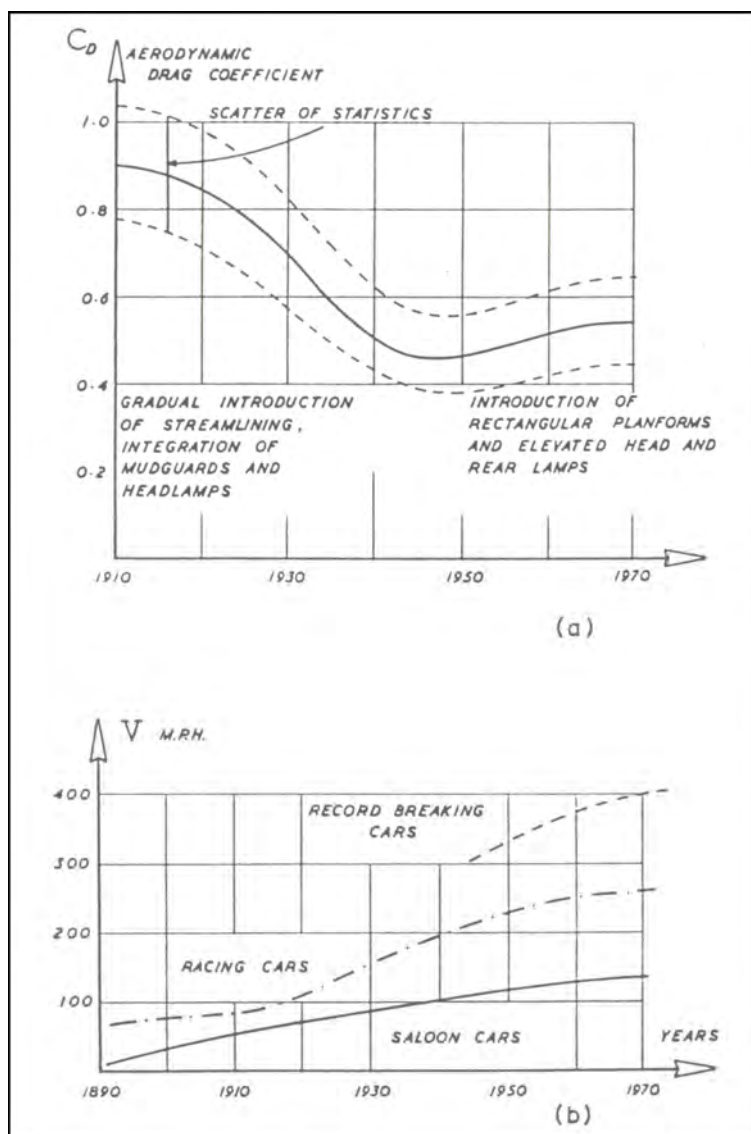 C_D AERODYNAMIC
DRAG COEFFICIENT
SCATTER OF STATISTICS
1.0
0.8
0.6
0.4
GRADUAL INTRODUCTION
OF STREAMLINING,
INTEGRATION OF
MUDGUARDS AND
HEADLAMPS
INTRODUCTION OF
RECTANGULAR PLANFORMS
AND ELEVATED HEAD AND
REAR LAMPS
0.2
1910 1930 1950 1970
(a)
V M.P.H.
400
RECORD BREAKING
CARS
300
200
RACING CARS
100
SALOON CARS
YEARS
1890 1910 1930 1950 1970
(b)